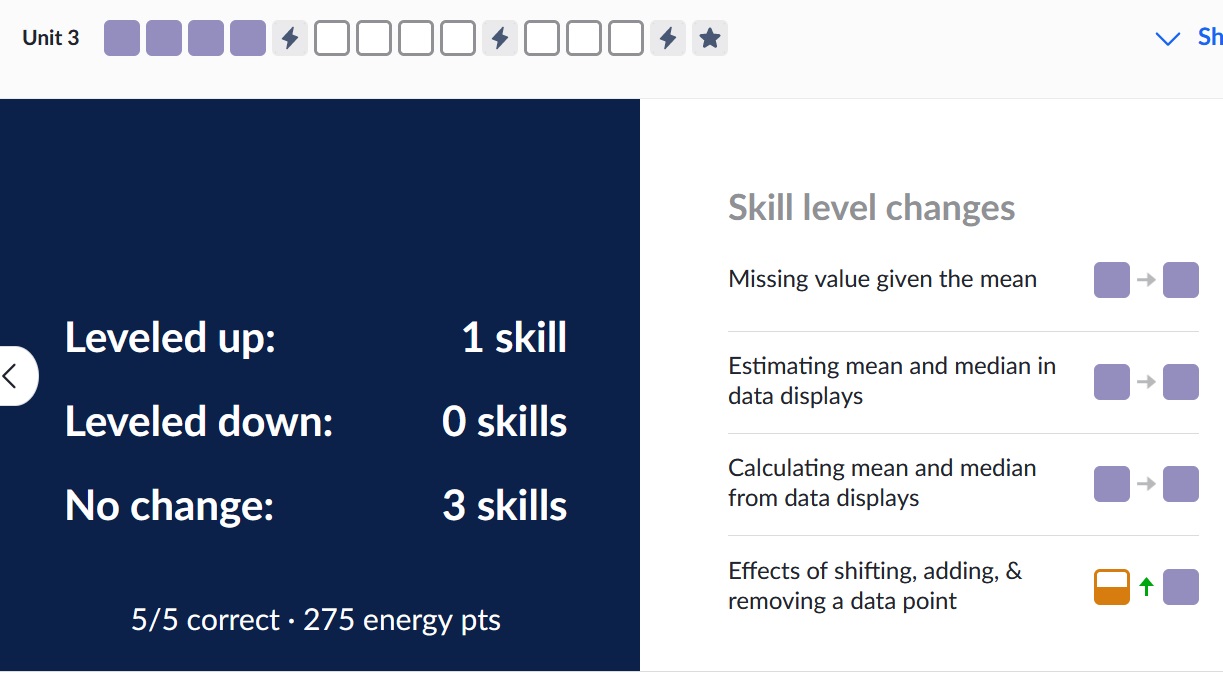 Unit 3
Sh
Leveled up: 1 skill
Leveled down: 0 skills
No change: 3 skills
5/5 correct · 275 energy pts
Skill level changes
Missing value given the mean
Estimating mean and median in
data displays
Calculating mean and median
from data displays
Effects of shifting, adding, &
removing a data point